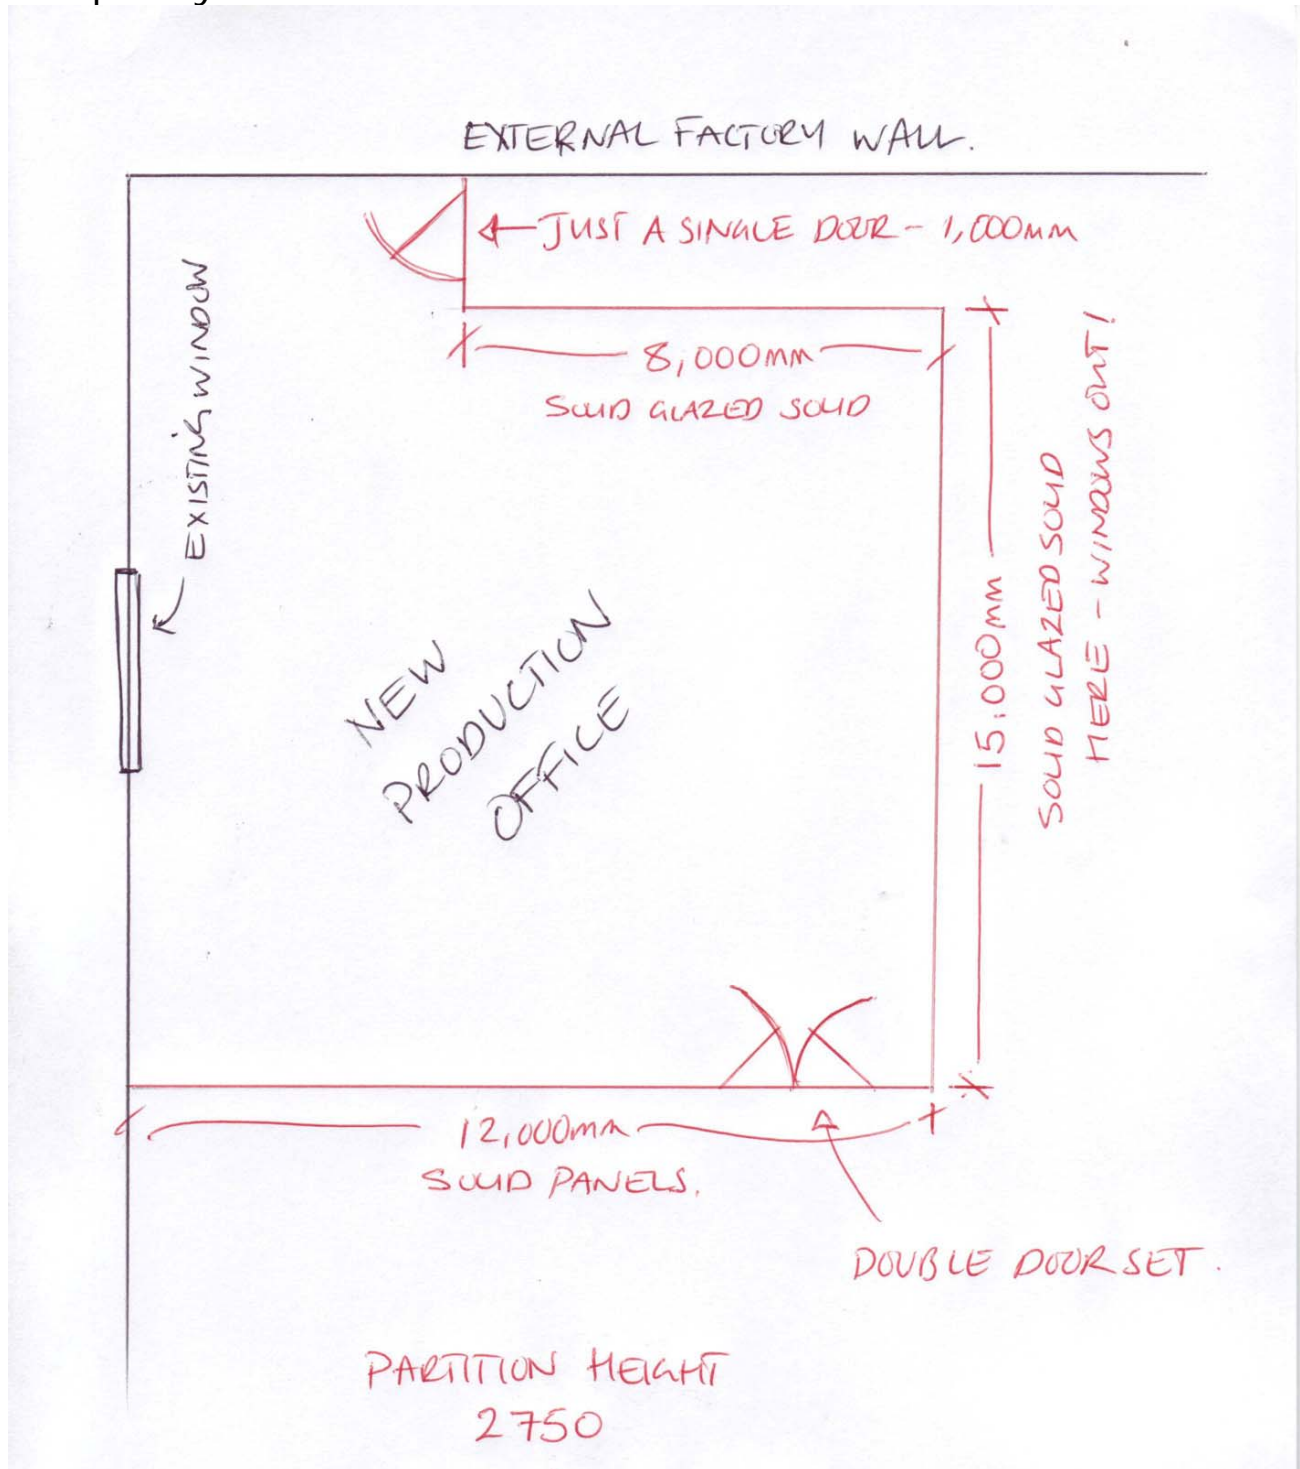 EXTERNAL FACTORY WALL.
JUST A SINGLE DOOR - 1,000mm
EXISTING WINDOW
8,000mm
SOLID GLAZED SOLID
15,000mm
SOLID GLAZED SOLID
HERE - WINDOWS OUT!
NEW
PRODUCTION
OFFICE
12,000mm
SOLID PANELS.
DOUBLE DOOR SET.
PARTITION HEIGHT
2750